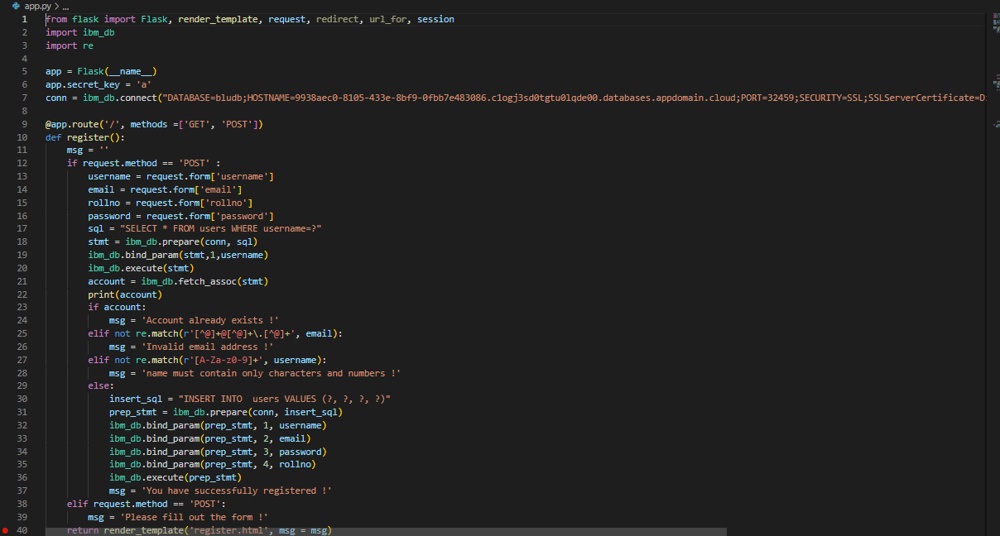 app.py > ...
1 from flask import Flask, render_template, request, redirect, url_for, session
2 import ibm_db
3 import re
4
5 app = Flask(__name__)
6 app.secret_key = 'a'
7 conn = ibm_db.connect("DATABASE=bludb;HOSTNAME=9938aec0-8105-433e-8bf9-0fbb7e483086.c1ogj3sd0tgtu0lqde00.databases.appdomain.cloud;PORT=32459;SECURITY=SSL;SSLServerCertificate=Di
8
9 @app.route('/', methods =['GET', 'POST'])
10 def register():
11     msg = ''
12     if request.method == 'POST' :
13         username = request.form['username']
14         email = request.form['email']
15         rollno = request.form['rollno']
16         password = request.form['password']
17         sql = "SELECT * FROM users WHERE username=?"
18         stmt = ibm_db.prepare(conn, sql)
19         ibm_db.bind_param(stmt,1,username)
20         ibm_db.execute(stmt)
21         account = ibm_db.fetch_assoc(stmt)
22         print(account)
23         if account:
24             msg = 'Account already exists !'
25         elif not re.match(r'[^@]+@[^@]+\.[^@]+', email):
26             msg = 'Invalid email address !'
27         elif not re.match(r'[A-Za-z0-9]+', username):
28             msg = 'name must contain only characters and numbers !'
29         else:
30             insert_sql = "INSERT INTO  users VALUES (?, ?, ?, ?)"
31             prep_stmt = ibm_db.prepare(conn, insert_sql)
32             ibm_db.bind_param(prep_stmt, 1, username)
33             ibm_db.bind_param(prep_stmt, 2, email)
34             ibm_db.bind_param(prep_stmt, 3, password)
35             ibm_db.bind_param(prep_stmt, 4, rollno)
36             ibm_db.execute(prep_stmt)
37             msg = 'You have successfully registered !'
38     elif request.method == 'POST':
39         msg = 'Please fill out the form !'
40     return render_template('register.html', msg = msg)